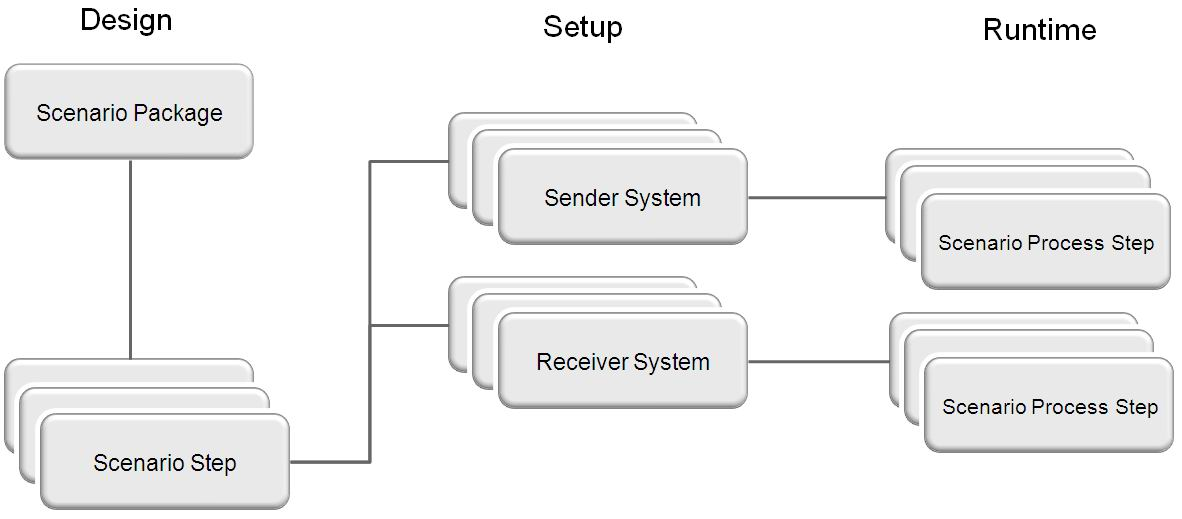 Design
Setup
Runtime
Scenario Package
Sender System
Scenario Process Step
Receiver System
Scenario Process Step
Scenario Step